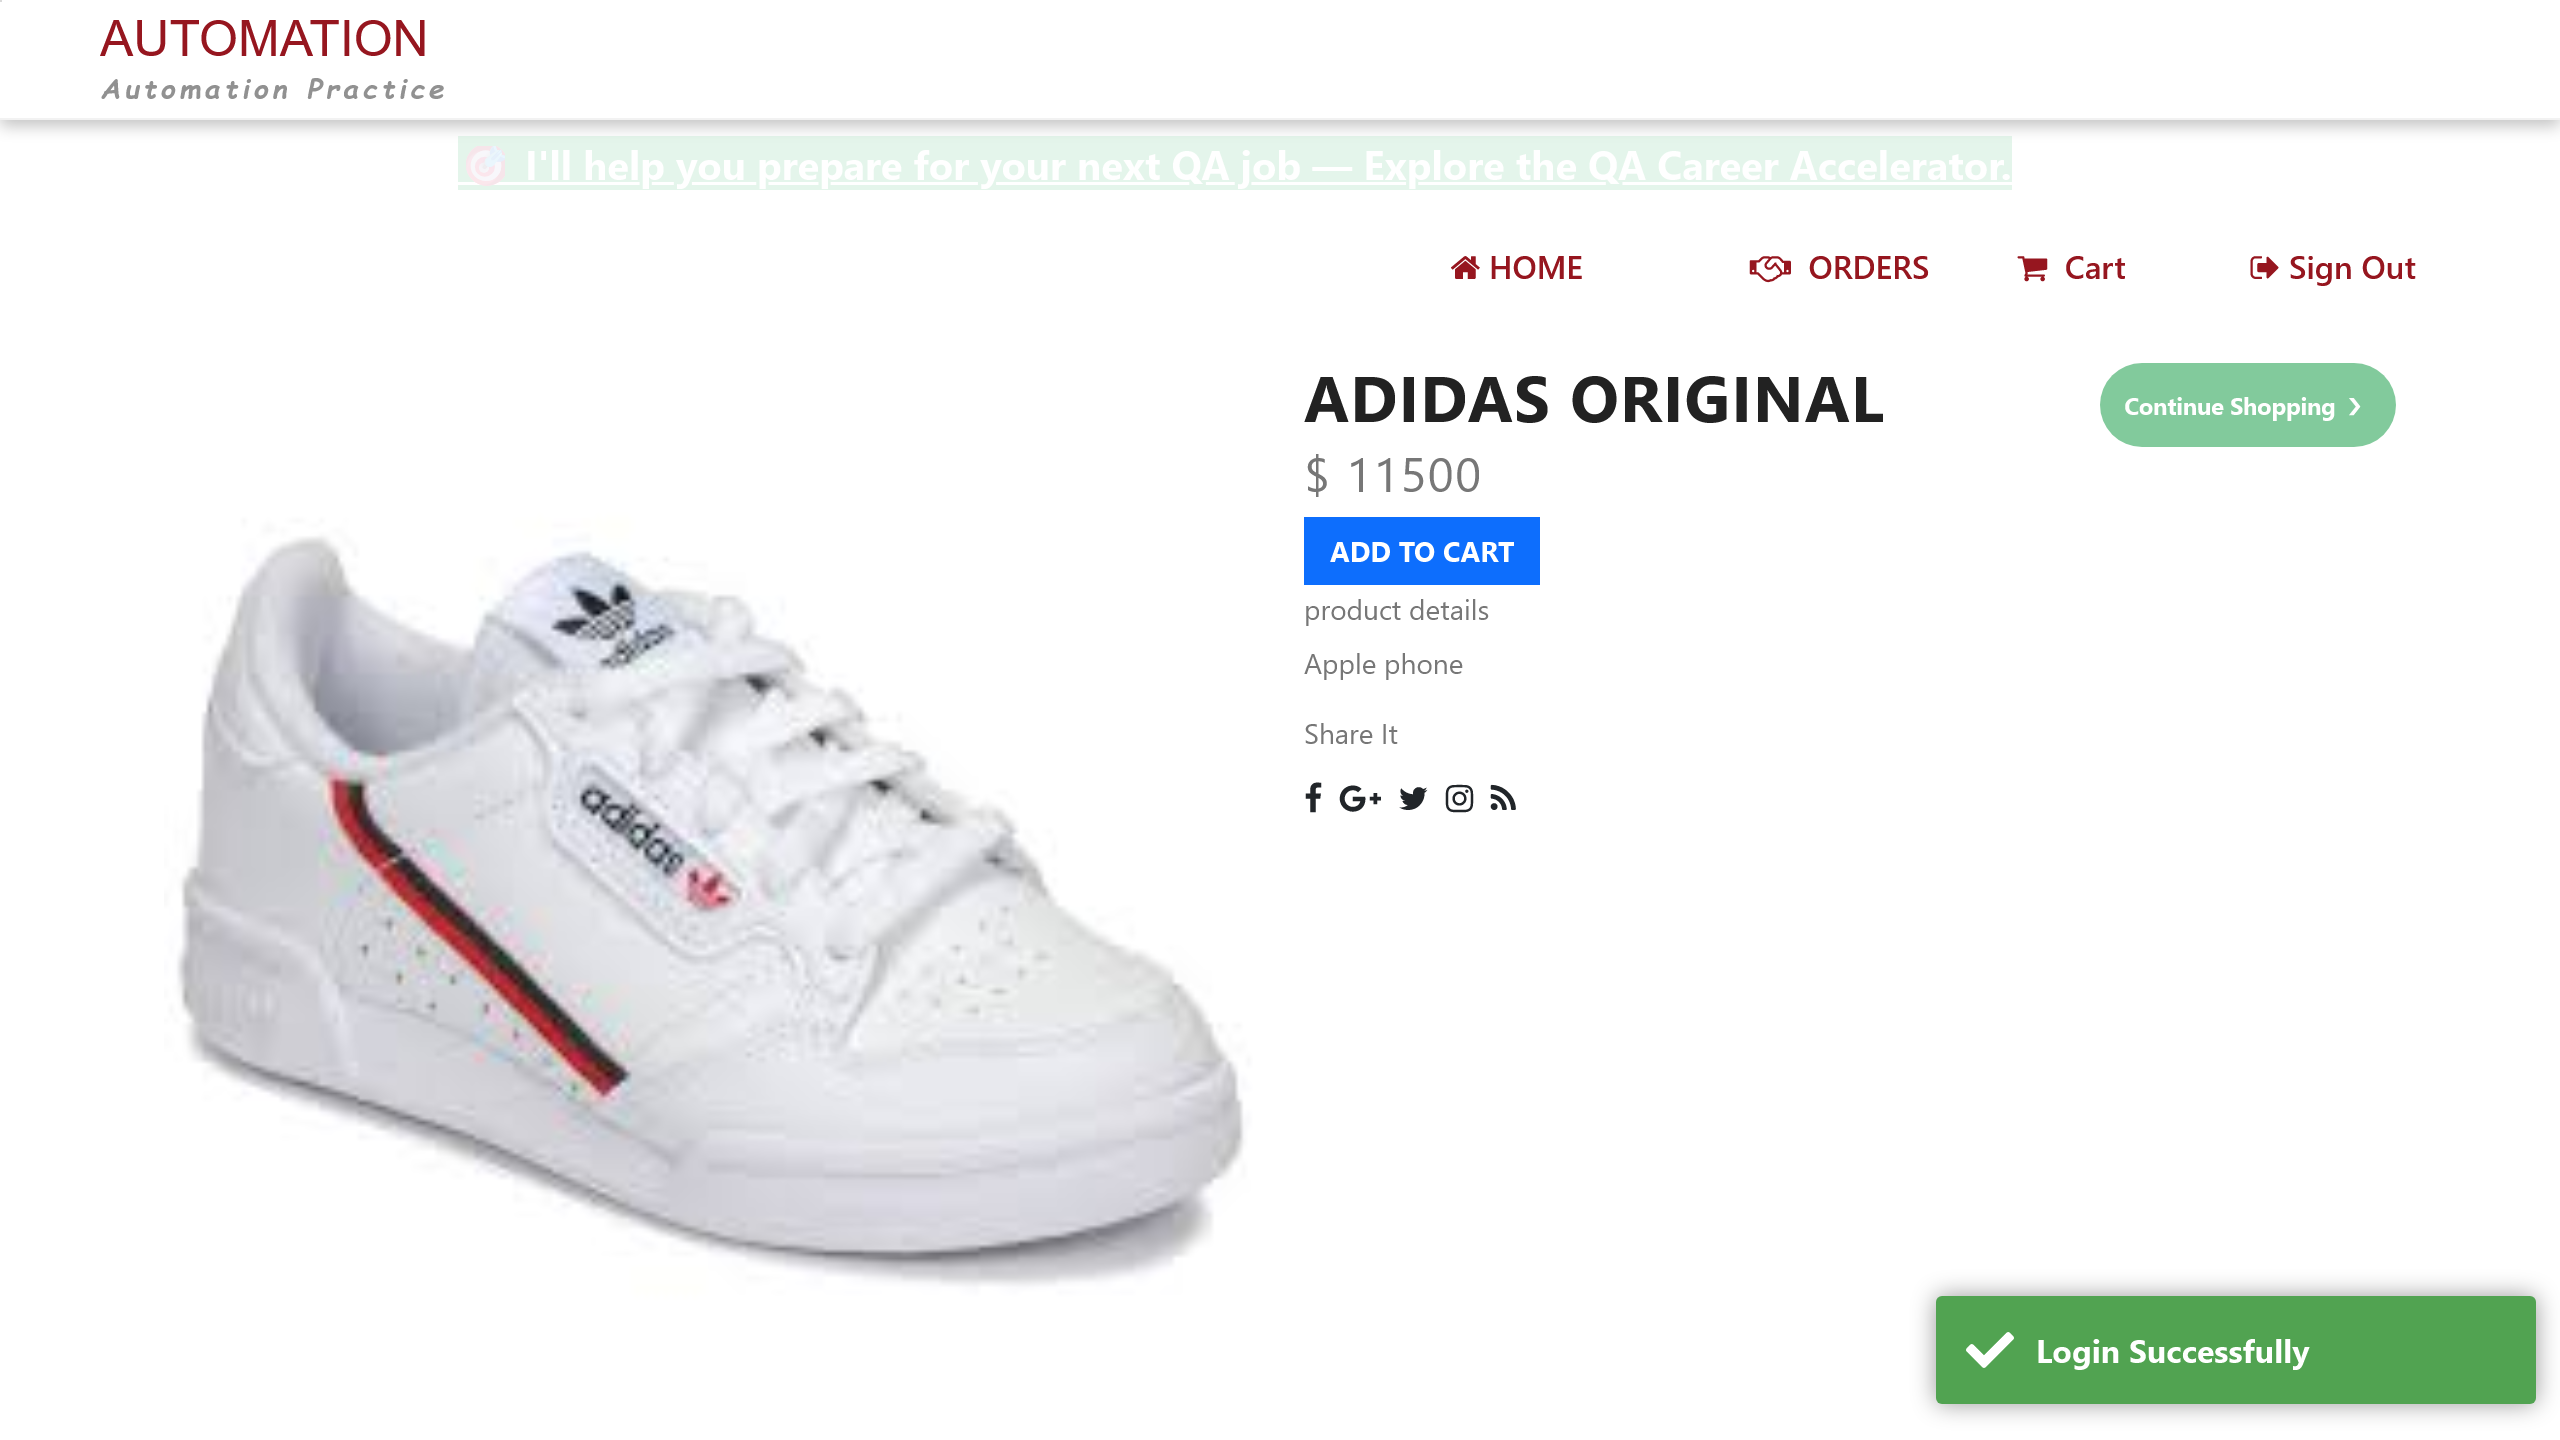 AUTOMATION
Automation Practice
🎯 I'll help you prepare for your next QA job — Explore the QA Career Accelerator.
HOME ORDERS Cart Sign Out
ADIDAS ORIGINAL
Continue Shopping ❯
$ 11500
ADD TO CART
product details
Apple phone
Share It
adidas
adidas
Login Successfully